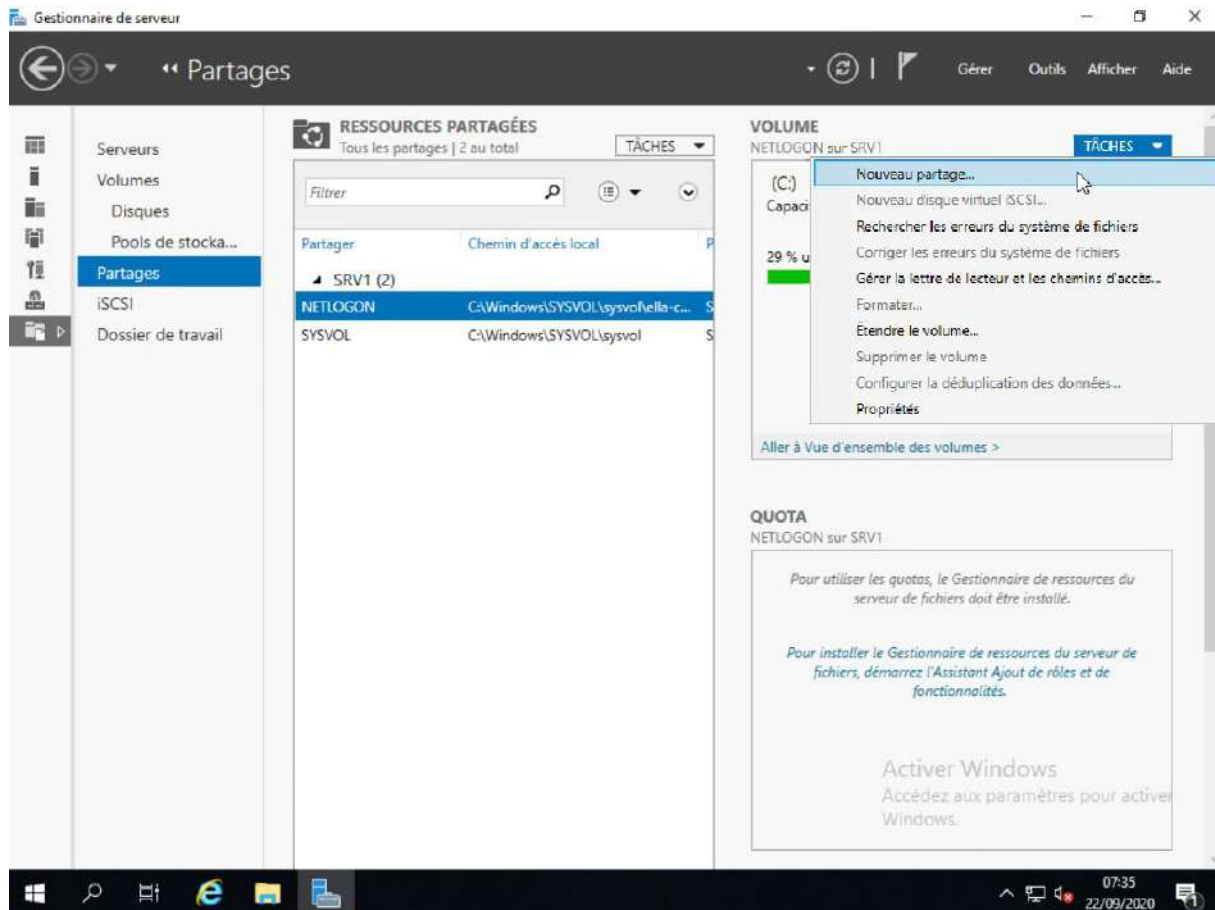 Gestionnaire de serveur
Partages
Gérer Outils Afficher Aide
Serveurs
Volumes
Disques
Pools de stocka...
Partages
iSCSI
Dossier de travail
RESSOURCES PARTAGÉES
Tous les partages | 2 au total
TÂCHES
Filtrer
Partager Chemin d'accès local P
SRV1 (2)
NETLOGON C:\Windows\SYSVOL\sysvol\ella-c... S
SYSVOL C:\Windows\SYSVOL\sysvol S
VOLUME
NETLOGON sur SRV1
TÂCHES
(C:)
Capaci
29 % u
Nouveau partage...
Nouveau disque virtuel iSCSI...
Rechercher les erreurs du système de fichiers
Corriger les erreurs du système de fichiers
Gérer la lettre de lecteur et les chemins d'accès...
Formater...
Étendre le volume...
Supprimer le volume
Configurer la déduplication des données...
Propriétés
Aller à Vue d'ensemble des volumes >
QUOTA
NETLOGON sur SRV1
Pour utiliser les quotas, le Gestionnaire de ressources du
serveur de fichiers doit être installé.
Pour installer le Gestionnaire de ressources du serveur de
fichiers, démarrez l'Assistant Ajout de rôles et de
fonctionnalités.
Activer Windows
Accédez aux paramètres pour activer
Windows.
07:35
22/09/2020
1